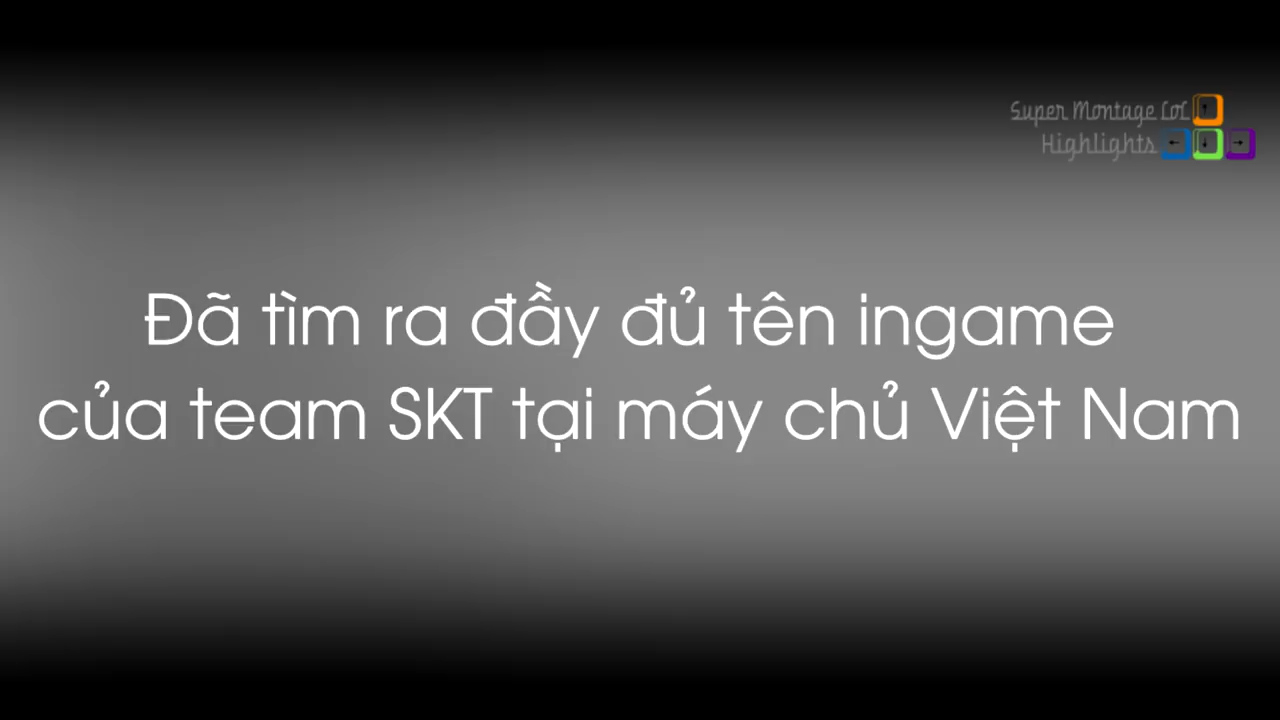 Super Montage LoL
Highlights
Đã tìm ra đầy đủ tên ingame
của team SKT tại máy chủ Việt Nam